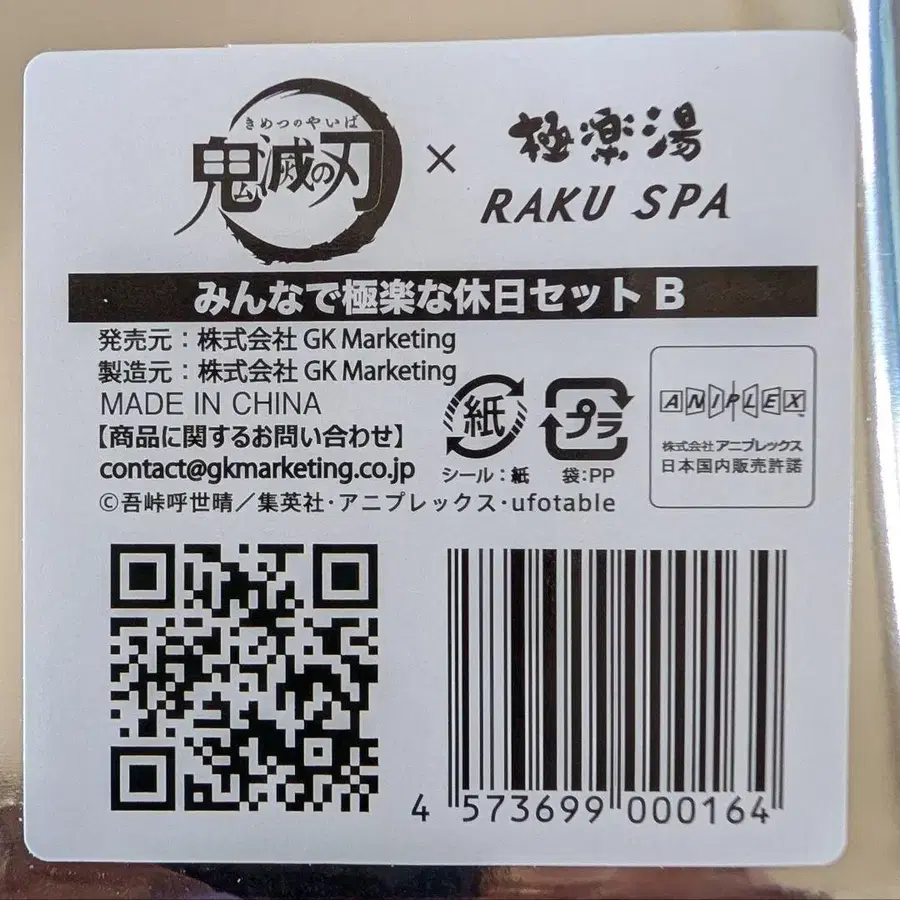 きめつのやいば
鬼滅の刃 × 極楽湯
RAKU SPA
みんなで極楽な休日セット B
発売元：株式会社 GK Marketing
製造元：株式会社 GK Marketing
MADE IN CHINA
【商品に関するお問い合わせ】
contact@gkmarketing.co.jp
紙
シール：紙
プラ
袋：PP
ANIPLEX™
株式会社 アニプレックス
日本国内販売許諾
©吾峠呼世晴／集英社・アニプレックス・ufotable
4 573699 000164